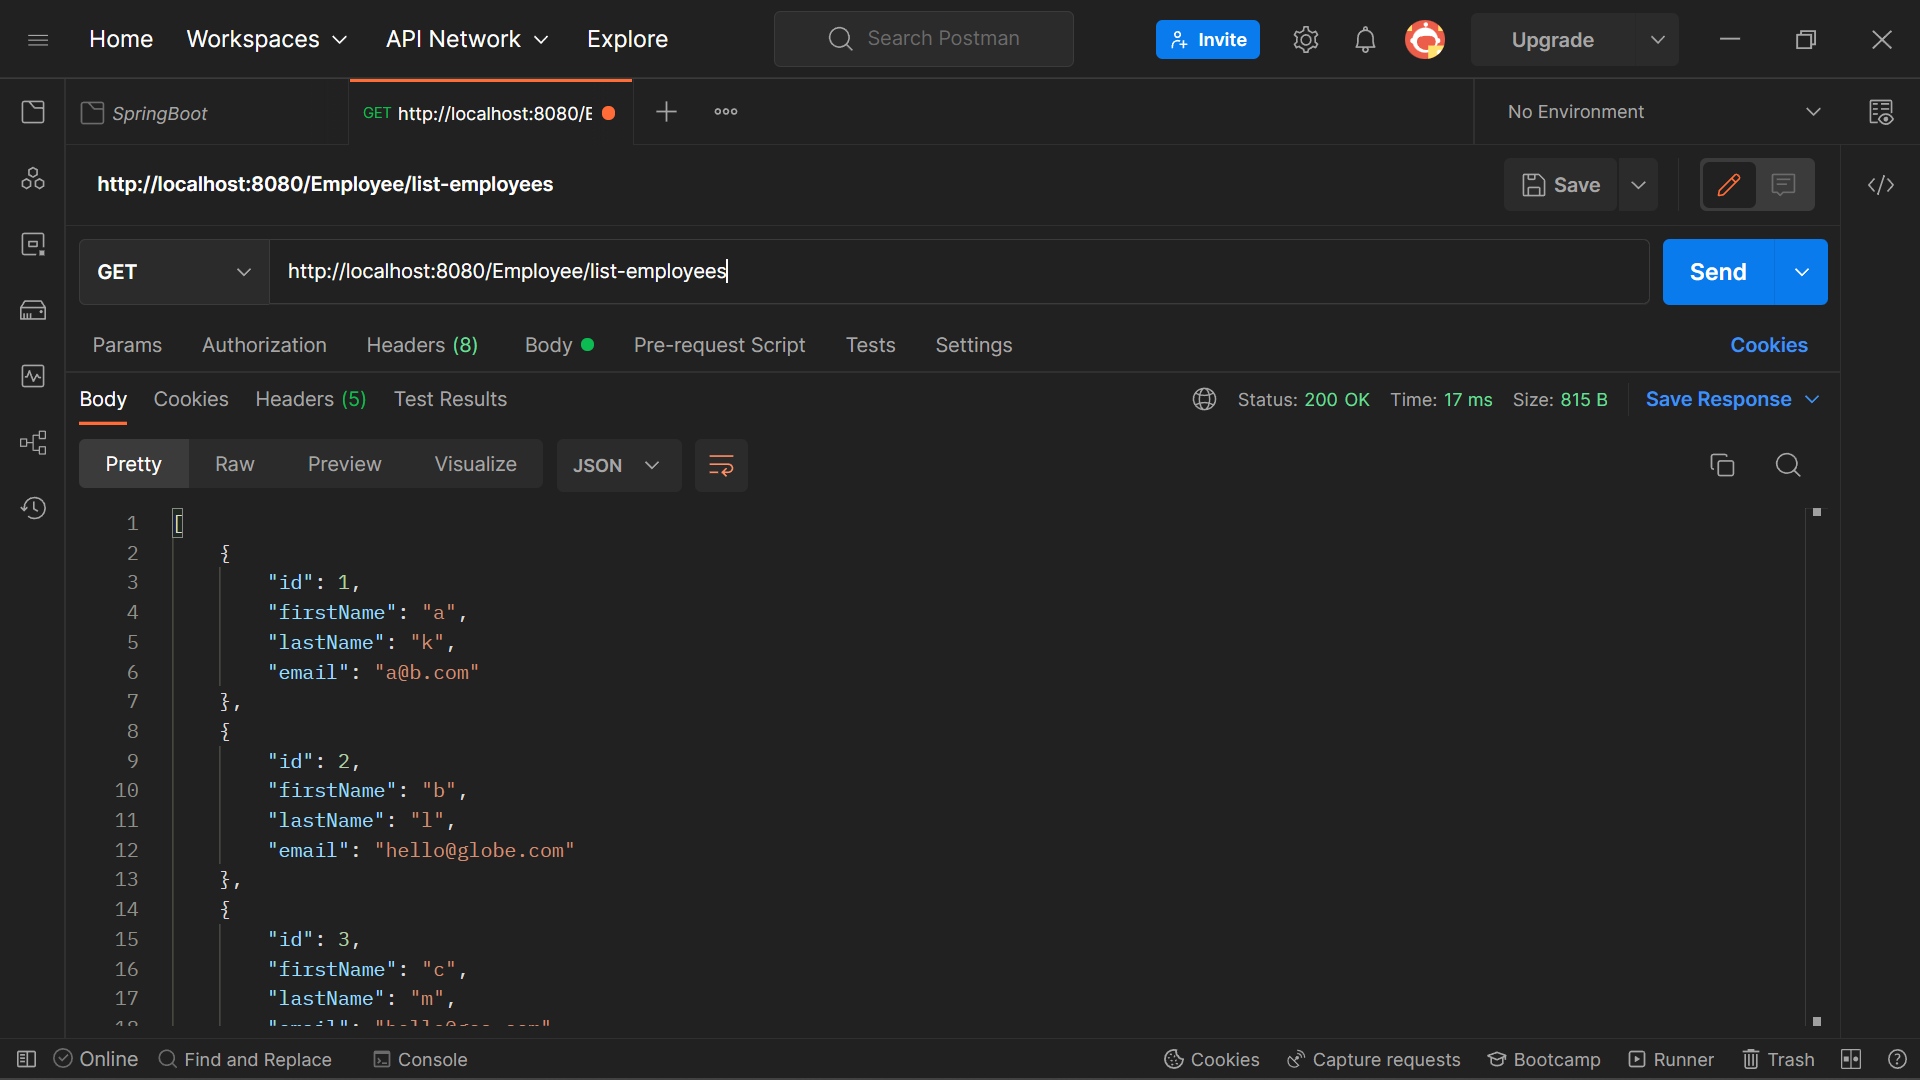 Home Workspaces API Network Explore Search Postman Invite Upgrade
SpringBoot GET http://localhost:8080/E No Environment
http://localhost:8080/Employee/list-employees Save
GET http://localhost:8080/Employee/list-employees Send
Params Authorization Headers (8) Body Pre-request Script Tests Settings Cookies
Body Cookies Headers (5) Test Results Status: 200 OK Time: 17 ms Size: 815 B Save Response
Pretty Raw Preview Visualize JSON
1 [
2 {
3 "id": 1,
4 "firstName": "a",
5 "lastName": "k",
6 "email": "a@b.com"
7 },
8 {
9 "id": 2,
10 "firstName": "b",
11 "lastName": "l",
12 "email": "hello@globe.com"
13 },
14 {
15 "id": 3,
16 "firstName": "c",
17 "lastName": "m",
18 "email":
Online Find and Replace Console Cookies Capture requests Bootcamp Runner Trash